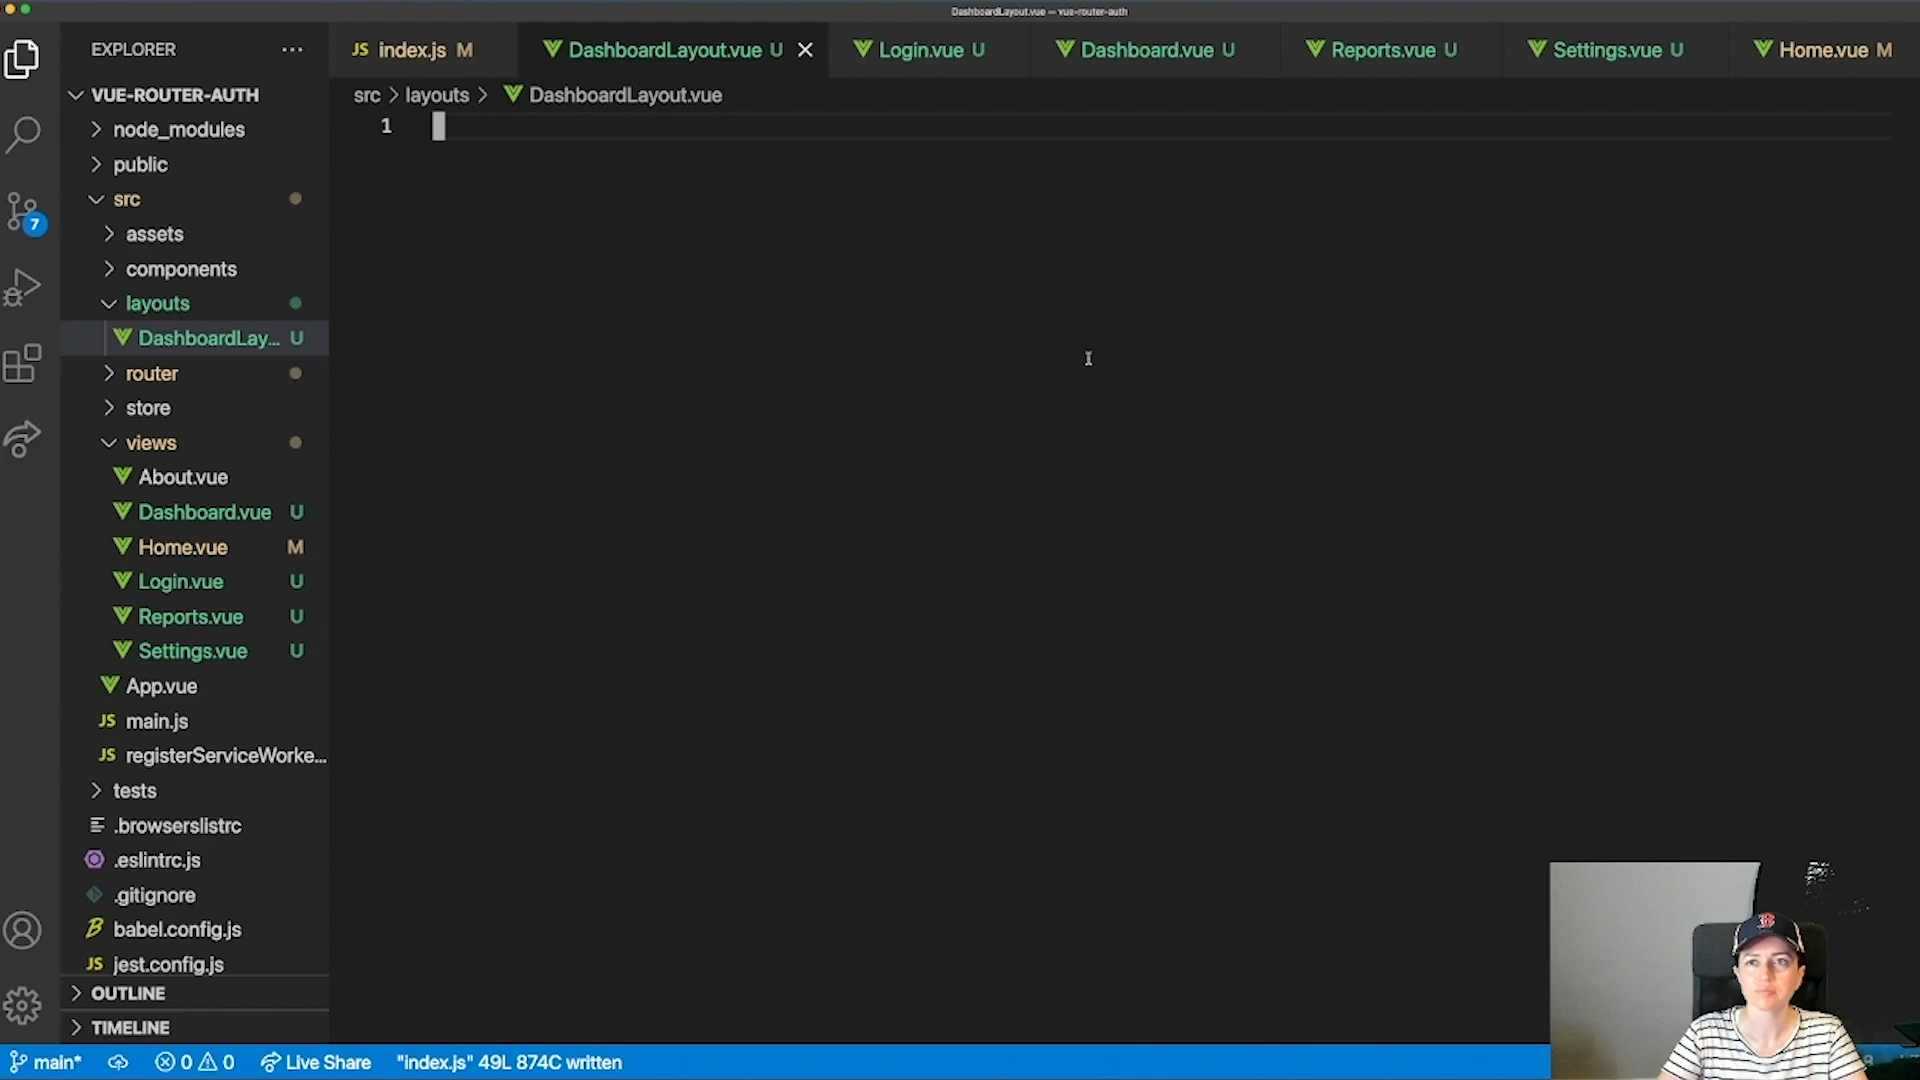 DashboardLayout.vue — vue-router-auth
EXPLORER
JS index.js M
DashboardLayout.vue U
Login.vue U
Dashboard.vue U
Reports.vue U
Settings.vue U
Home.vue M
VUE-ROUTER-AUTH
src > layouts > DashboardLayout.vue
1
node_modules
public
src
assets
components
layouts
DashboardLay... U
router
store
views
About.vue
Dashboard.vue U
Home.vue M
Login.vue U
Reports.vue U
Settings.vue U
App.vue
JS main.js
JS registerServiceWorke...
tests
.browserslistrc
.eslintrc.js
.gitignore
babel.config.js
JS jest.config.js
OUTLINE
TIMELINE
7
main*
0 0
Live Share
"index.js" 49L 874C written